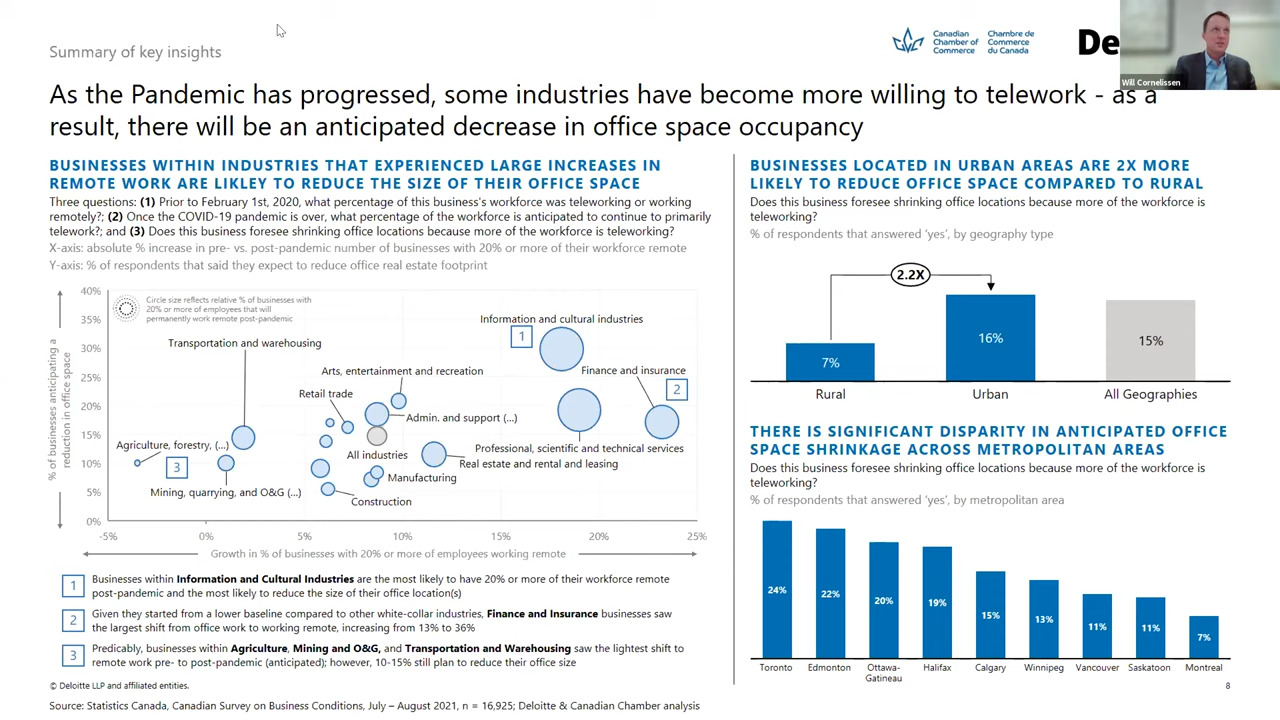 Summary of key insights
Canadian
Chamber of
Commerce
Chambre de
Commerce
du Canada
De
Will Cornelissen
As the Pandemic has progressed, some industries have become more willing to telework - as a
result, there will be an anticipated decrease in office space occupancy
BUSINESSES WITHIN INDUSTRIES THAT EXPERIENCED LARGE INCREASES IN
REMOTE WORK ARE LIKLEY TO REDUCE THE SIZE OF THEIR OFFICE SPACE
Three questions: (1) Prior to February 1st, 2020, what percentage of this business's workforce was teleworking or working
remotely?; (2) Once the COVID-19 pandemic is over, what percentage of the workforce is anticipated to continue to primarily
telework?; and (3) Does this business foresee shrinking office locations because more of the workforce is teleworking?
X-axis: absolute % increase in pre- vs. post-pandemic number of businesses with 20% or more of their workforce remote
Y-axis: % of respondents that said they expect to reduce office real estate footprint
% of businesses anticipating a
reduction in office space
40%
35%
30%
25%
20%
15%
10%
5%
0%
Circle size reflects relative % of businesses with
20% or more of employees that will
permanently work remote post-pandemic
Information and cultural industries
1
Transportation and warehousing
Arts, entertainment and recreation
Finance and insurance
2
Retail trade
Admin. and support (...)
Agriculture, forestry, (...)
Professional, scientific and technical services
All industries
Real estate and rental and leasing
3
Manufacturing
Mining, quarrying, and O&G (...)
Construction
-5%
0%
5%
10%
15%
20%
25%
Growth in % of businesses with 20% or more of employees working remote
1
Businesses within Information and Cultural Industries are the most likely to have 20% or more of their workforce remote
post-pandemic and the most likely to reduce the size of their office location(s)
2
Given they started from a lower baseline compared to other white-collar industries, Finance and Insurance businesses saw
the largest shift from office work to working remote, increasing from 13% to 36%
3
Predicably, businesses within Agriculture, Mining and O&G, and Transportation and Warehousing saw the lightest shift to
remote work pre- to post-pandemic (anticipated); however, 10-15% still plan to reduce their office size
BUSINESSES LOCATED IN URBAN AREAS ARE 2X MORE
LIKELY TO REDUCE OFFICE SPACE COMPARED TO RURAL
Does this business foresee shrinking office locations because more of the workforce is
teleworking?
% of respondents that answered 'yes', by geography type
2.2X
7%
16%
15%
Rural
Urban
All Geographies
THERE IS SIGNIFICANT DISPARITY IN ANTICIPATED OFFICE
SPACE SHRINKAGE ACROSS METROPOLITAN AREAS
Does this business foresee shrinking office locations because more of the workforce is
teleworking?
% of respondents that answered 'yes', by metropolitan area
24%
22%
20%
19%
15%
13%
11%
11%
7%
Toronto
Edmonton
Ottawa-
Gatineau
Halifax
Calgary
Winnipeg
Vancouver
Saskatoon
Montreal
© Deloitte LLP and affiliated entities.
8
Source: Statistics Canada, Canadian Survey on Business Conditions, July – August 2021, n = 16,925; Deloitte & Canadian Chamber analysis